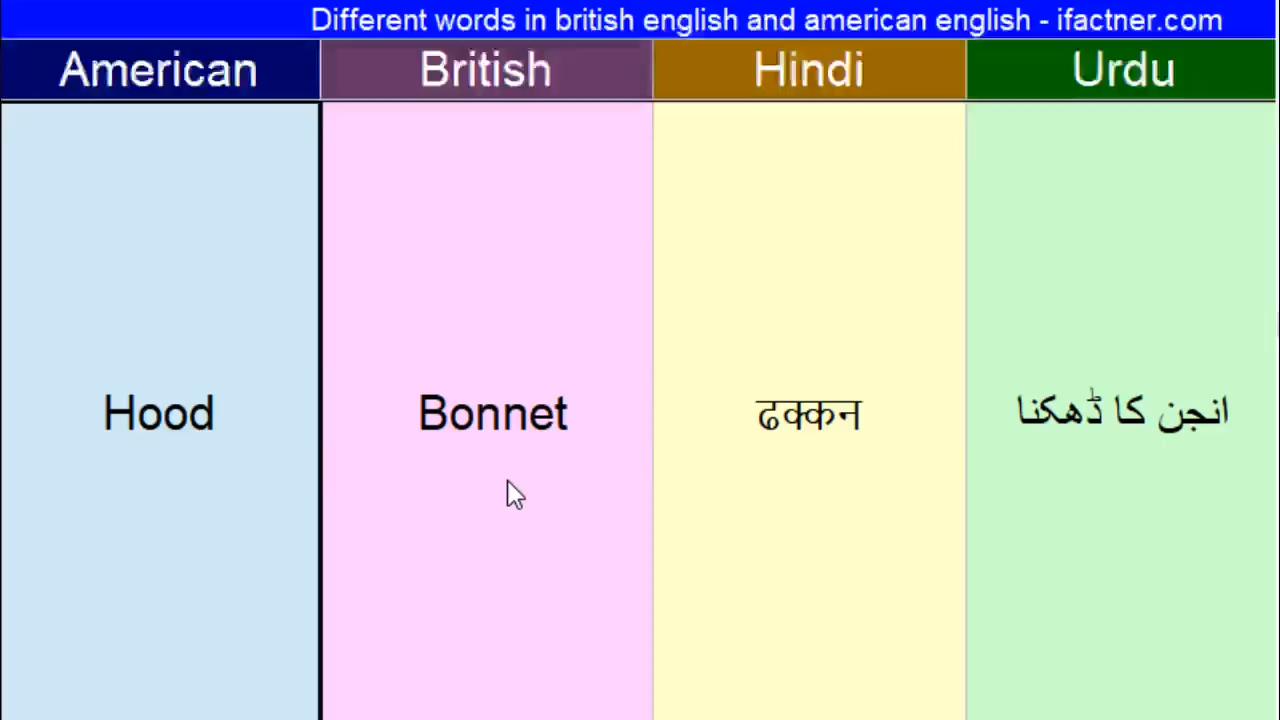 Different words in british english and american english - ifactner.com
American British Hindi Urdu
Hood Bonnet ढक्कन انجن کا ڈھکنا